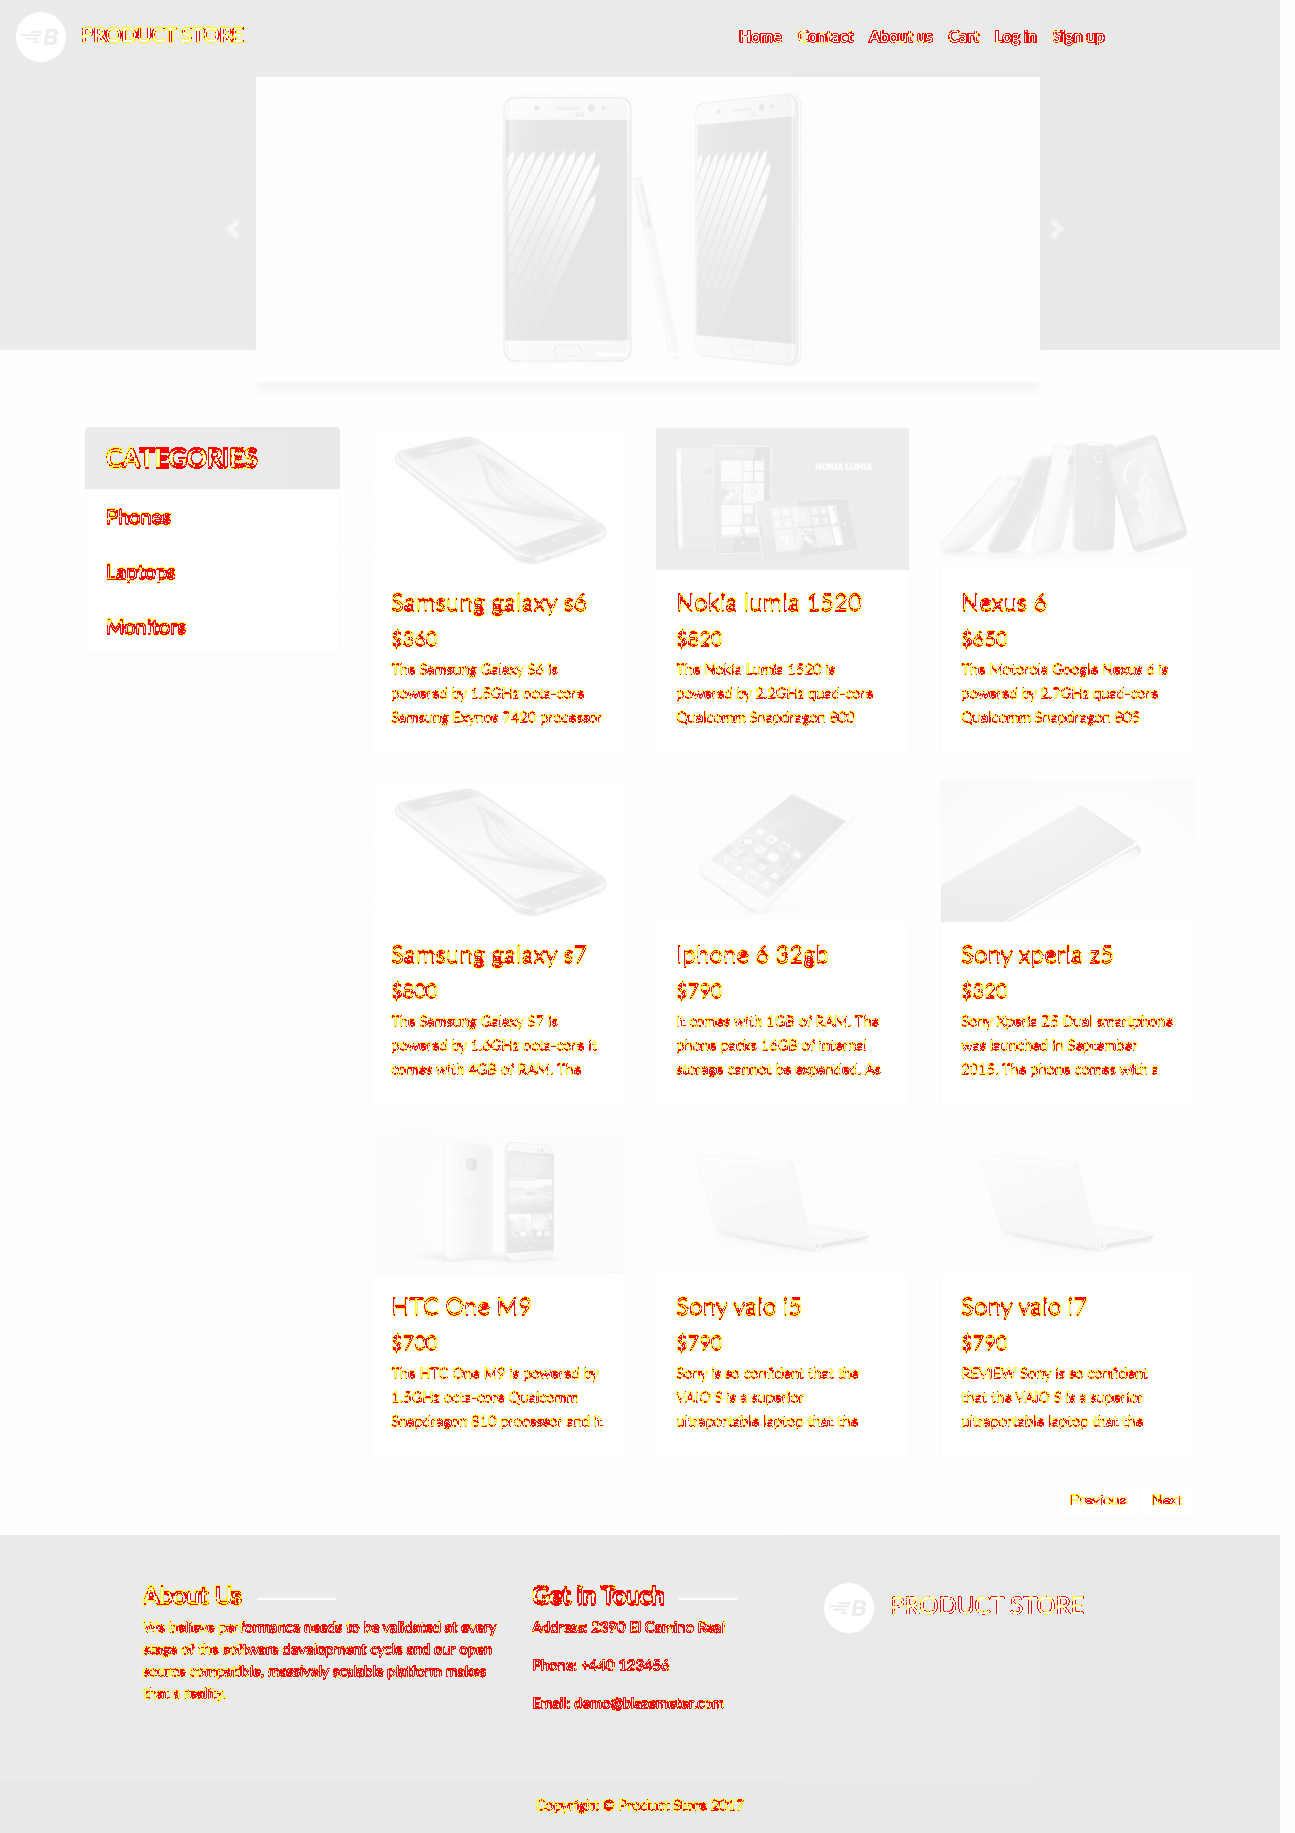 PRODUCT STORE
Home Contact About us Cart Log in Sign up
CATEGORIES
Phones
Laptops
Monitors
NOKIA LUMIA
Samsung galaxy s6
$360
The Samsung Galaxy S6 is
powered by 1.5GHz octa-core
Samsung Exynos 7420 processor
Nokia lumia 1520
$820
The Nokia Lumia 1520 is
powered by 2.2GHz quad-core
Qualcomm Snapdragon 800
Nexus 6
$650
The Motorola Google Nexus 6 is
powered by 2.7GHz quad-core
Qualcomm Snapdragon 805
Samsung galaxy s7
$800
The Samsung Galaxy S7 is
powered by 1.6GHz octa-core it
comes with 4GB of RAM. The
Iphone 6 32gb
$790
It comes with 1GB of RAM. The
phone packs 16GB of internal
storage cannot be expanded. As
Sony xperia z5
$320
Sony Xperia Z5 Dual smartphone
was launched in September
2015. The phone comes with a
HTC One M9
$700
The HTC One M9 is powered by
1.5GHz octa-core Qualcomm
Snapdragon 810 processor and it
Sony vaio i5
$790
Sony is so confident that the
VAIO S is a superior
ultraportable laptop that the
Sony vaio i7
$790
REVIEW Sony is so confident
that the VAIO S is a superior
ultraportable laptop that the
Previous Next
About Us
We believe performance needs to be validated at every
stage of the software development cycle and our open
source compatible, massively scalable platform makes
that a reality.
Get in Touch
Address: 2390 El Camino Real
Phone: +440 123456
Email: demo@blazemeter.com
B PRODUCT STORE
Copyright © Product Store 2017